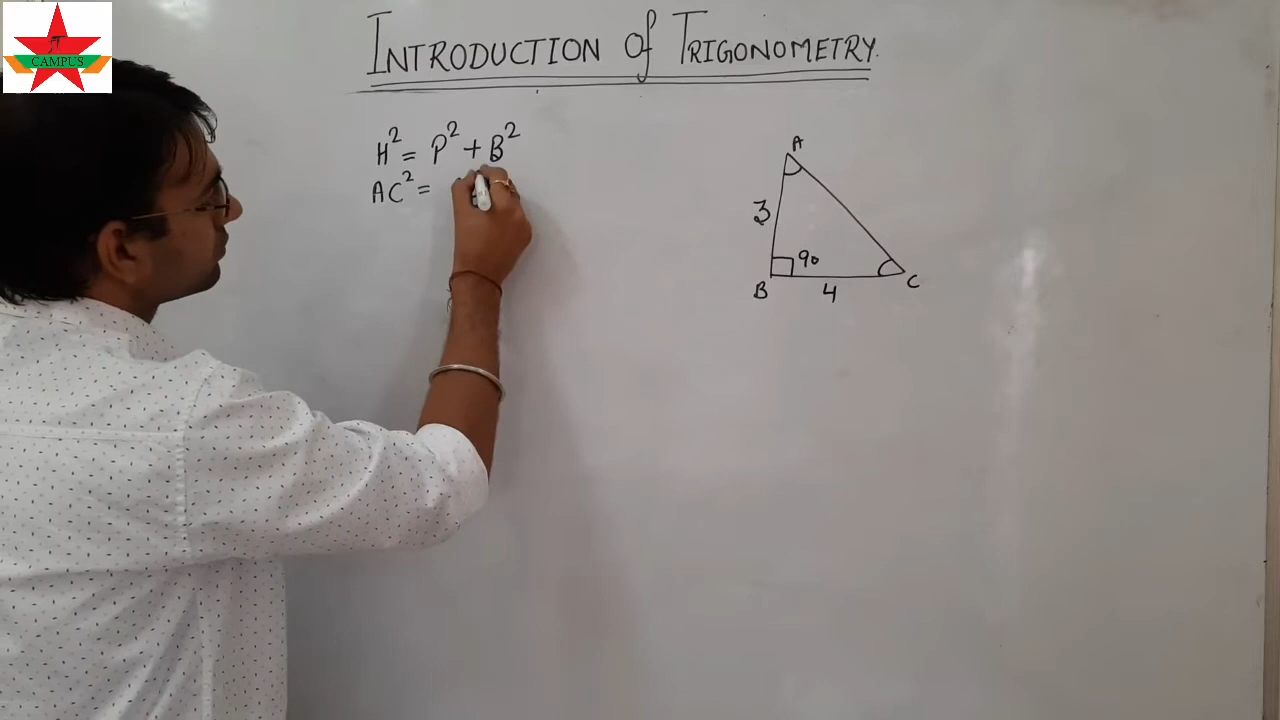 CAMPUS
INTRODUCTION of TRIGONOMETRY.
H² = P² + B²
AC² =
A
3
90
B
4
C